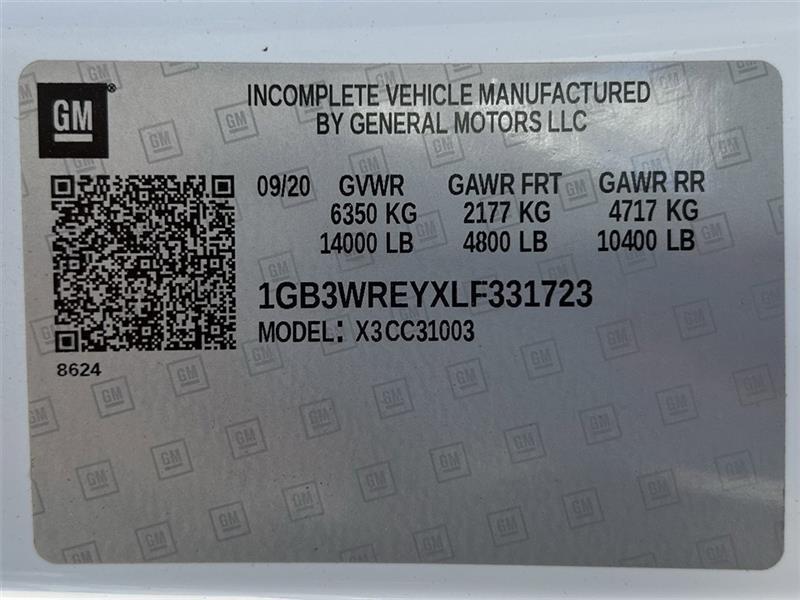 GM®
INCOMPLETE VEHICLE MANUFACTURED
BY GENERAL MOTORS LLC
09/20 GVWR GAWR FRT GAWR RR
6350 KG 2177 KG 4717 KG
14000 LB 4800 LB 10400 LB
1GB3WREYXLF331723
MODEL: X3CC31003
8624